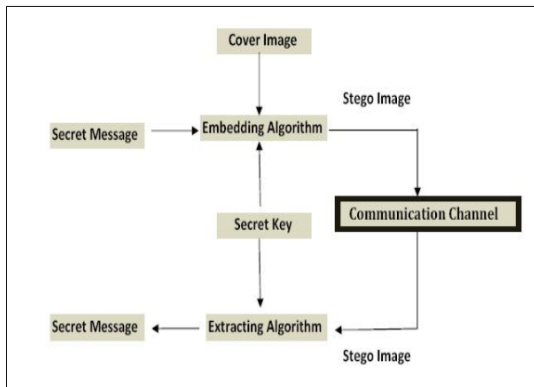 Cover Image
Stego Image
Secret Message
Embedding Algorithm
Communication Channel
Secret Key
Secret Message
Extracting Algorithm
Stego Image